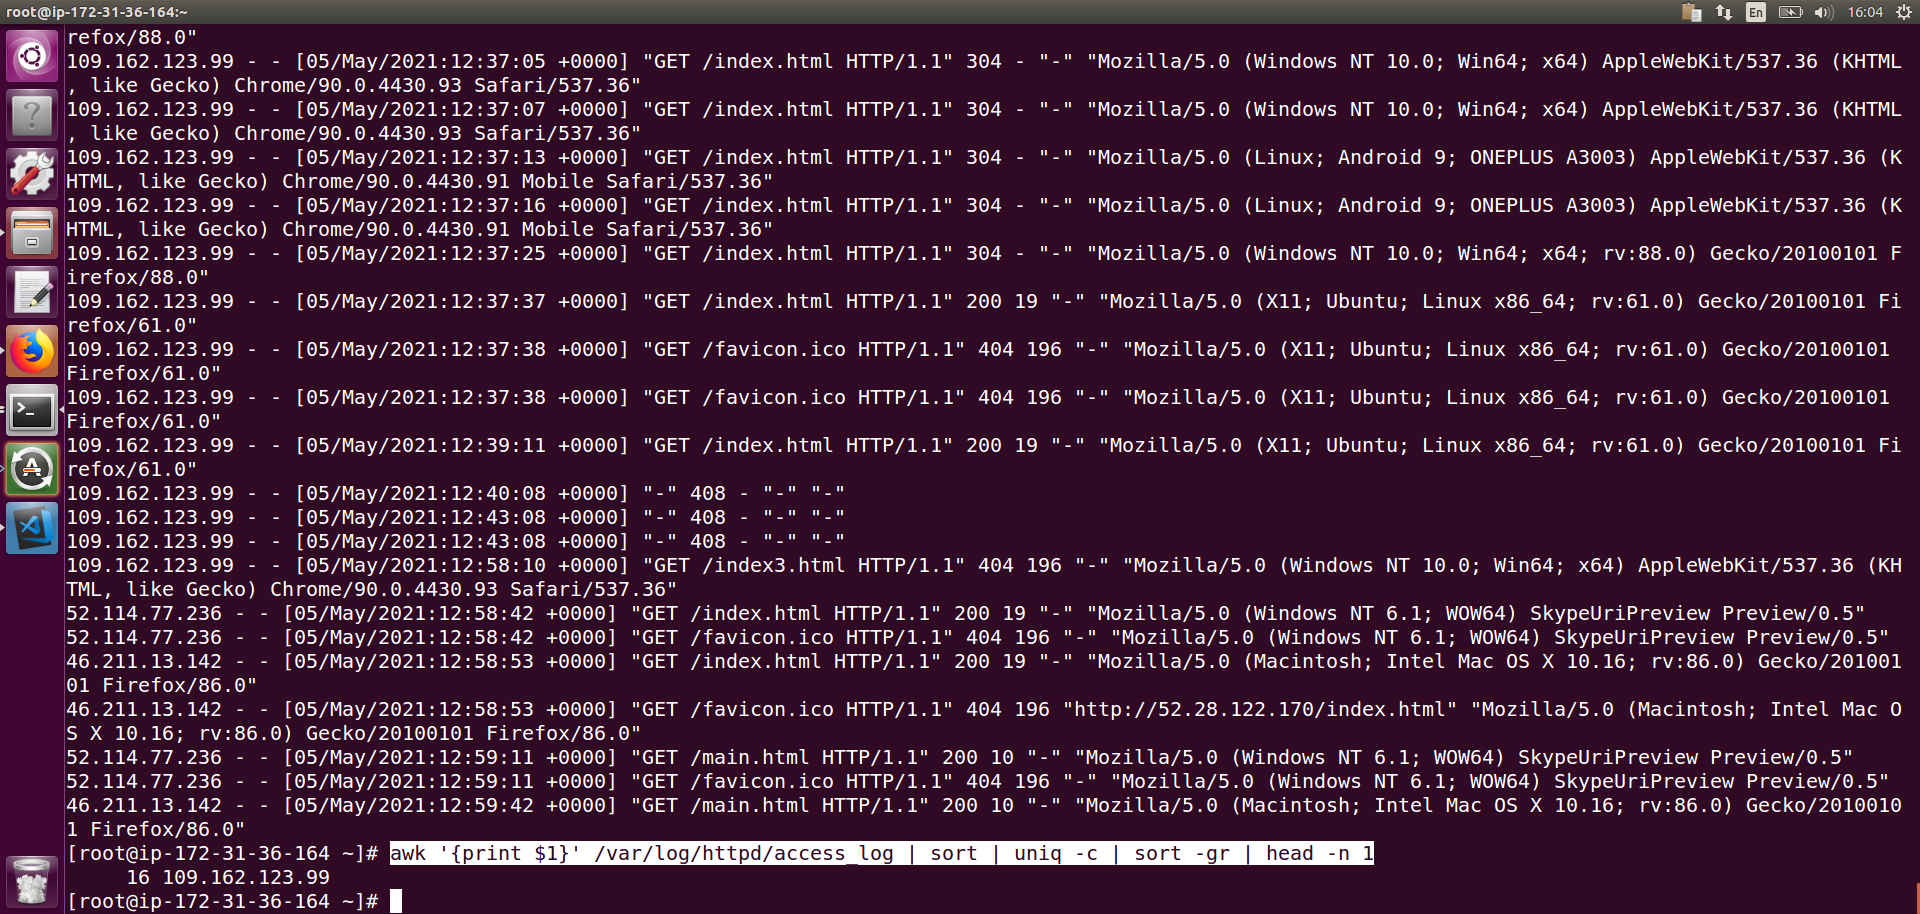 root@ip-172-31-36-164:~
En
16:04
refox/88.0"
109.162.123.99 - - [05/May/2021:12:37:05 +0000] "GET /index.html HTTP/1.1" 304 - "-" "Mozilla/5.0 (Windows NT 10.0; Win64; x64) AppleWebKit/537.36 (KHTML
, like Gecko) Chrome/90.0.4430.93 Safari/537.36"
109.162.123.99 - - [05/May/2021:12:37:07 +0000] "GET /index.html HTTP/1.1" 304 - "-" "Mozilla/5.0 (Windows NT 10.0; Win64; x64) AppleWebKit/537.36 (KHTML
, like Gecko) Chrome/90.0.4430.93 Safari/537.36"
109.162.123.99 - - [05/May/2021:12:37:13 +0000] "GET /index.html HTTP/1.1" 304 - "-" "Mozilla/5.0 (Linux; Android 9; ONEPLUS A3003) AppleWebKit/537.36 (K
HTML, like Gecko) Chrome/90.0.4430.91 Mobile Safari/537.36"
109.162.123.99 - - [05/May/2021:12:37:16 +0000] "GET /index.html HTTP/1.1" 304 - "-" "Mozilla/5.0 (Linux; Android 9; ONEPLUS A3003) AppleWebKit/537.36 (K
HTML, like Gecko) Chrome/90.0.4430.91 Mobile Safari/537.36"
109.162.123.99 - - [05/May/2021:12:37:25 +0000] "GET /index.html HTTP/1.1" 304 - "-" "Mozilla/5.0 (Windows NT 10.0; Win64; x64; rv:88.0) Gecko/20100101 F
irefox/88.0"
109.162.123.99 - - [05/May/2021:12:37:37 +0000] "GET /index.html HTTP/1.1" 200 19 "-" "Mozilla/5.0 (X11; Ubuntu; Linux x86_64; rv:61.0) Gecko/20100101 Fi
refox/61.0"
109.162.123.99 - - [05/May/2021:12:37:38 +0000] "GET /favicon.ico HTTP/1.1" 404 196 "-" "Mozilla/5.0 (X11; Ubuntu; Linux x86_64; rv:61.0) Gecko/20100101
Firefox/61.0"
109.162.123.99 - - [05/May/2021:12:37:38 +0000] "GET /favicon.ico HTTP/1.1" 404 196 "-" "Mozilla/5.0 (X11; Ubuntu; Linux x86_64; rv:61.0) Gecko/20100101
Firefox/61.0"
109.162.123.99 - - [05/May/2021:12:39:11 +0000] "GET /index.html HTTP/1.1" 200 19 "-" "Mozilla/5.0 (X11; Ubuntu; Linux x86_64; rv:61.0) Gecko/20100101 Fi
refox/61.0"
109.162.123.99 - - [05/May/2021:12:40:08 +0000] "-" 408 - "-" "-"
109.162.123.99 - - [05/May/2021:12:43:08 +0000] "-" 408 - "-" "-"
109.162.123.99 - - [05/May/2021:12:43:08 +0000] "-" 408 - "-" "-"
109.162.123.99 - - [05/May/2021:12:58:10 +0000] "GET /index3.html HTTP/1.1" 404 196 "-" "Mozilla/5.0 (Windows NT 10.0; Win64; x64) AppleWebKit/537.36 (KH
TML, like Gecko) Chrome/90.0.4430.93 Safari/537.36"
52.114.77.236 - - [05/May/2021:12:58:42 +0000] "GET /index.html HTTP/1.1" 200 19 "-" "Mozilla/5.0 (Windows NT 6.1; WOW64) SkypeUriPreview Preview/0.5"
52.114.77.236 - - [05/May/2021:12:58:42 +0000] "GET /favicon.ico HTTP/1.1" 404 196 "-" "Mozilla/5.0 (Windows NT 6.1; WOW64) SkypeUriPreview Preview/0.5"
46.211.13.142 - - [05/May/2021:12:58:53 +0000] "GET /index.html HTTP/1.1" 200 19 "-" "Mozilla/5.0 (Macintosh; Intel Mac OS X 10.16; rv:86.0) Gecko/201001
01 Firefox/86.0"
46.211.13.142 - - [05/May/2021:12:58:53 +0000] "GET /favicon.ico HTTP/1.1" 404 196 "http://52.28.122.170/index.html" "Mozilla/5.0 (Macintosh; Intel Mac O
S X 10.16; rv:86.0) Gecko/20100101 Firefox/86.0"
52.114.77.236 - - [05/May/2021:12:59:11 +0000] "GET /main.html HTTP/1.1" 200 10 "-" "Mozilla/5.0 (Windows NT 6.1; WOW64) SkypeUriPreview Preview/0.5"
52.114.77.236 - - [05/May/2021:12:59:11 +0000] "GET /favicon.ico HTTP/1.1" 404 196 "-" "Mozilla/5.0 (Windows NT 6.1; WOW64) SkypeUriPreview Preview/0.5"
46.211.13.142 - - [05/May/2021:12:59:42 +0000] "GET /main.html HTTP/1.1" 200 10 "-" "Mozilla/5.0 (Macintosh; Intel Mac OS X 10.16; rv:86.0) Gecko/2010010
1 Firefox/86.0"
[root@ip-172-31-36-164 ~]# awk '{print $1}' /var/log/httpd/access_log | sort | uniq -c | sort -gr | head -n 1
16 109.162.123.99
[root@ip-172-31-36-164 ~]#